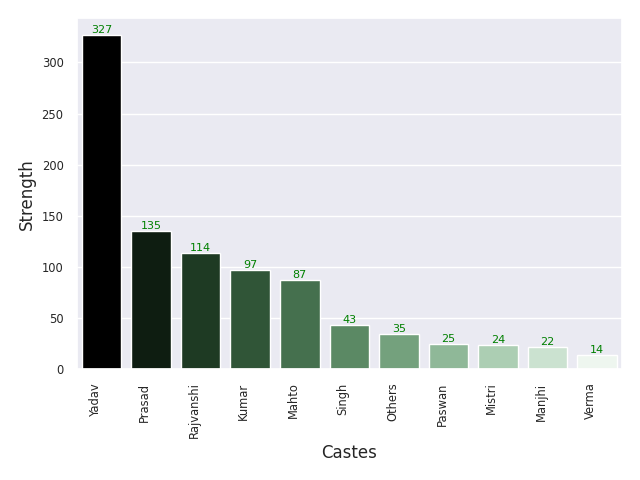 327
300
250
200
150
100
50
0
Strength
135
114
97
87
43
35
25
24
22
14
Yadav
Prasad
Rajvanshi
Kumar
Mahto
Singh
Others
Paswan
Mistri
Manjhi
Verma
Castes